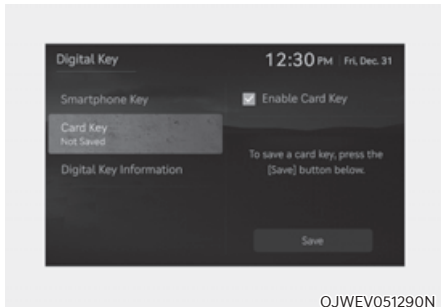 Digital Key
12:30 PM Fri, Dec. 31
Smartphone Key
Enable Card Key
Card Key
Not Saved
To save a card key, press the
[Save] button below.
Digital Key Information
Save
OJWEV051290N